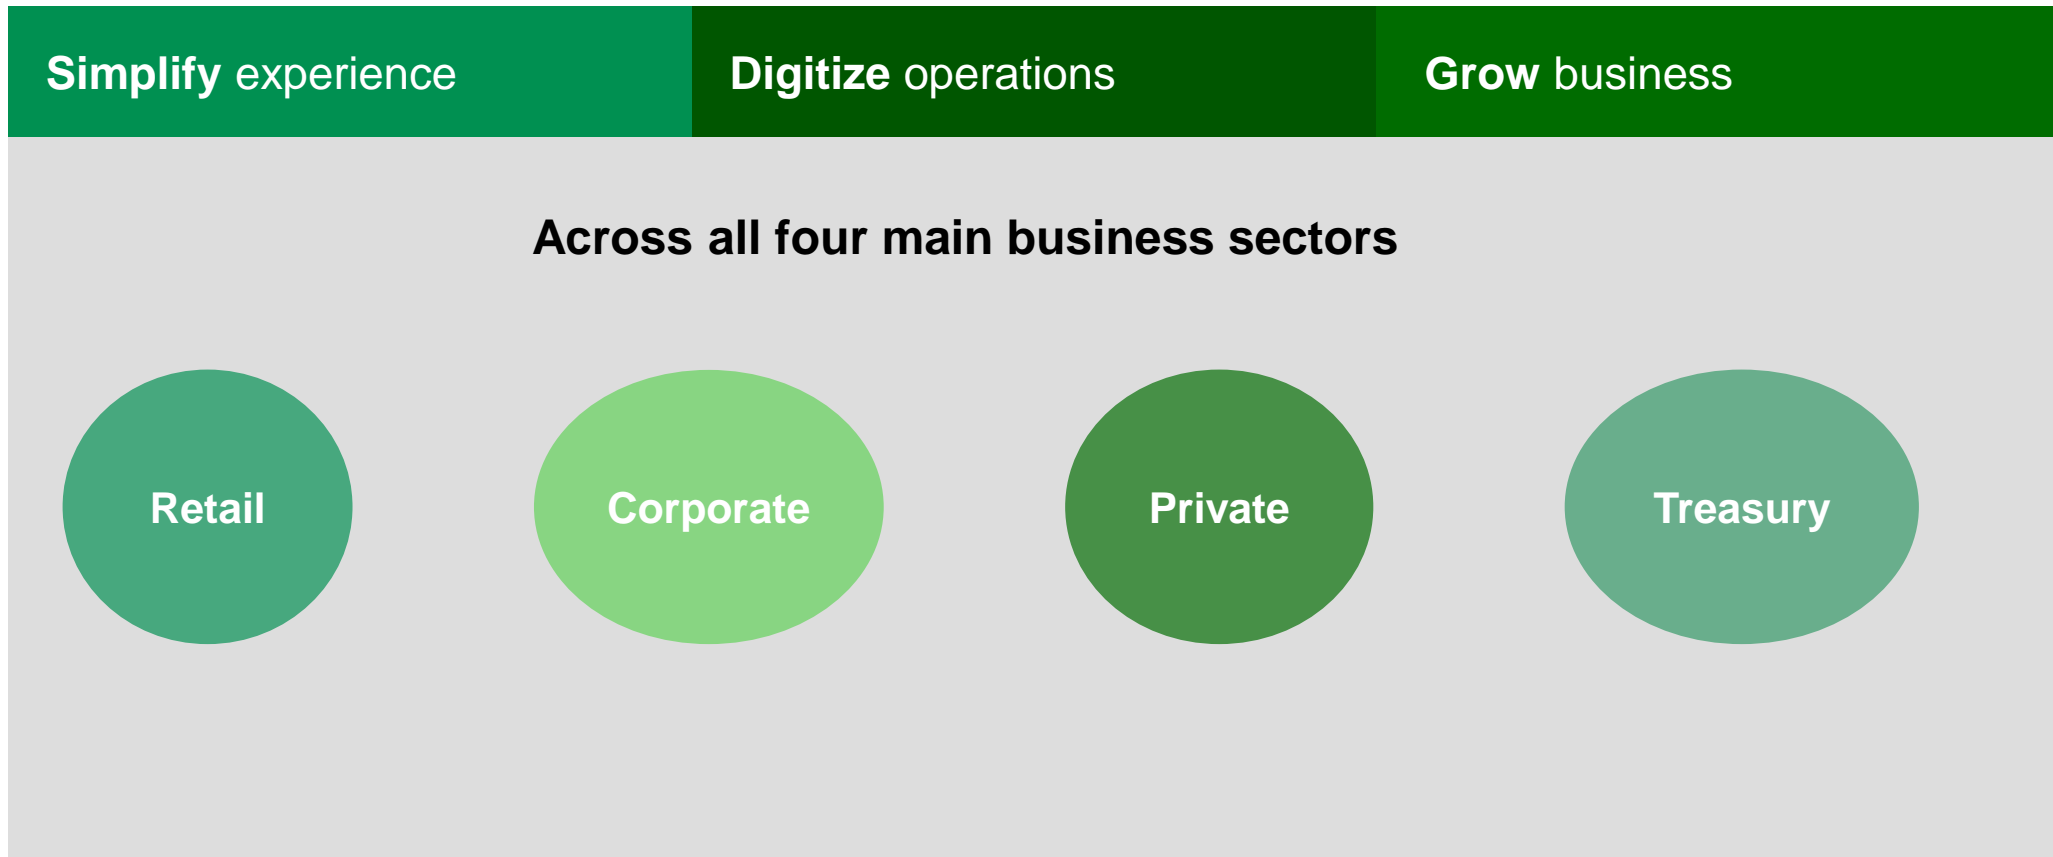 Simplify experience
Digitize operations
Grow business
Across all four main business sectors
Retail
Corporate
Private
Treasury